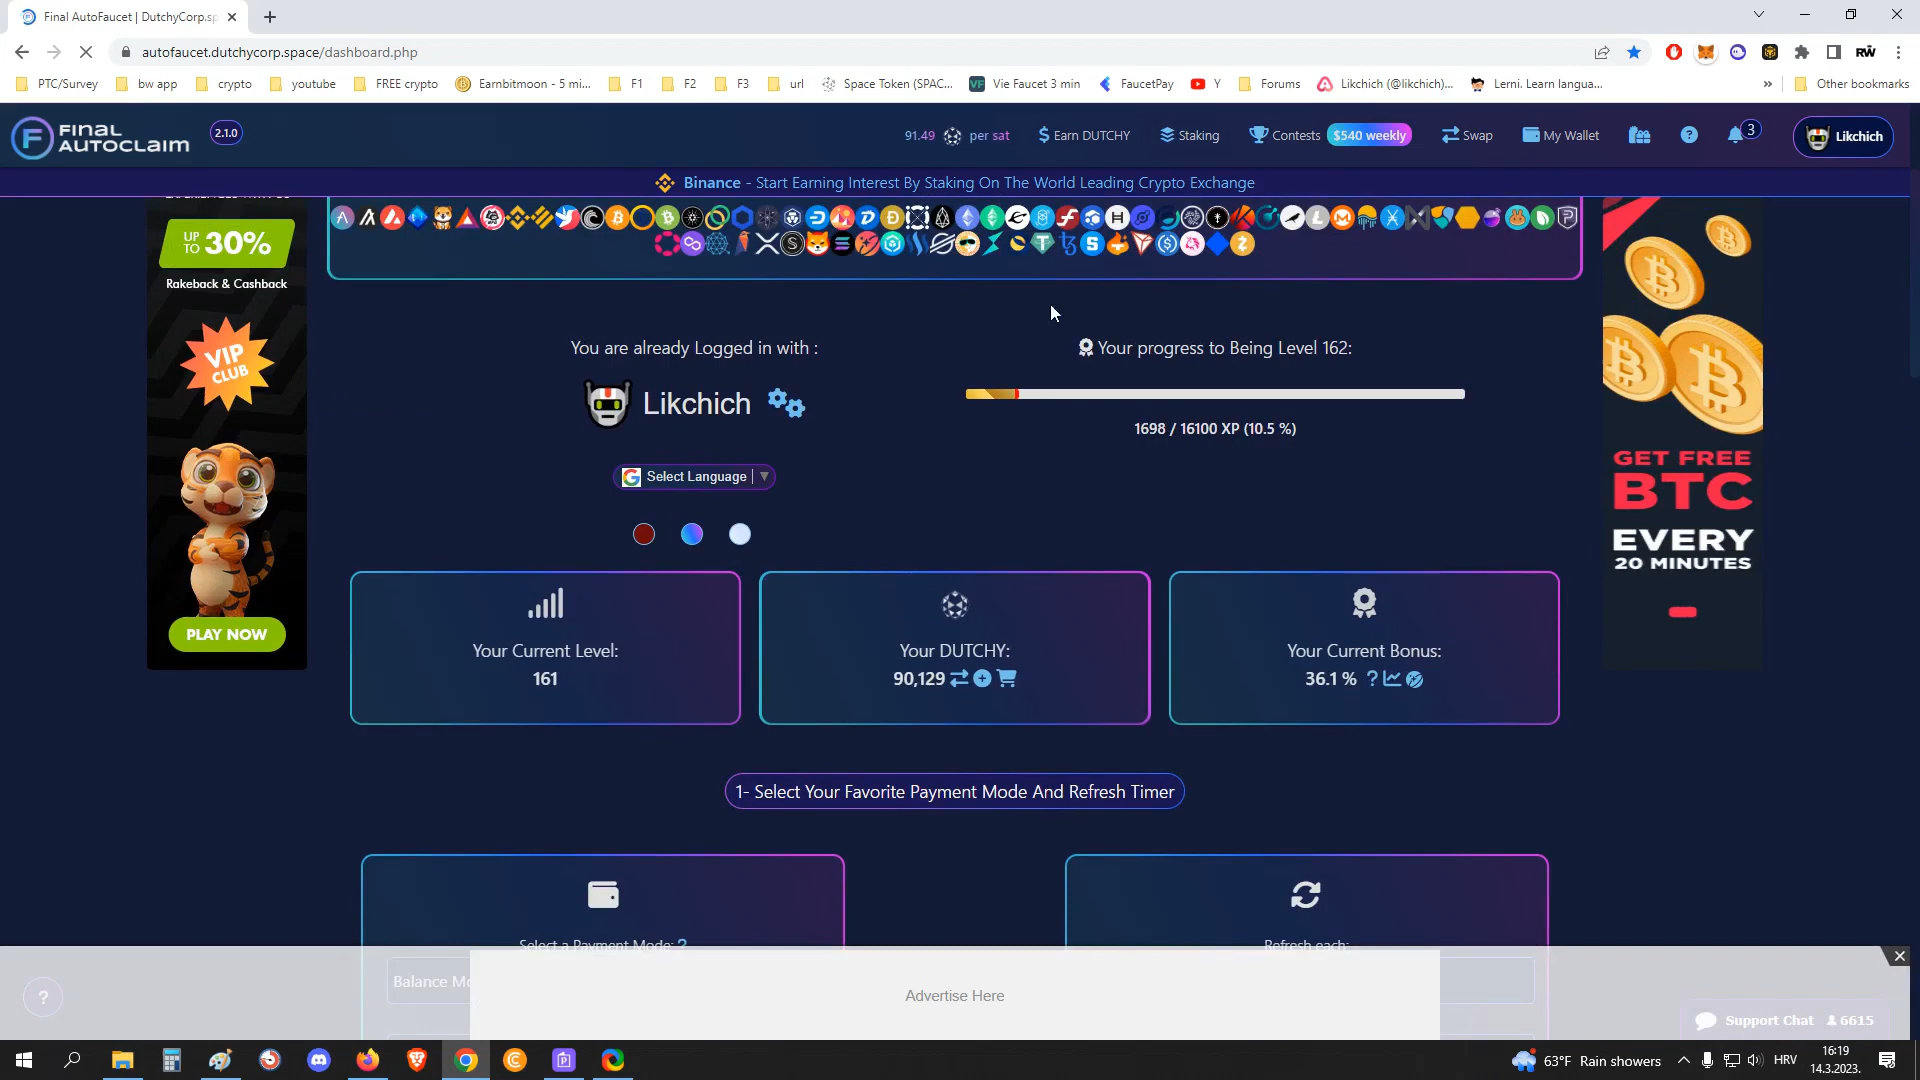 Final AutoFaucet | DutchyCorp.sp
autofaucet.dutchycorp.space/dashboard.php
PTC/Survey
bw app
crypto
youtube
FREE crypto
Earnbitmoon - 5 mi...
F1
F2
F3
url
Space Token (SPAC...
Vie Faucet 3 min
FaucetPay
Y
Forums
Likchich (@likchich)...
Lerni. Learn langua...
»
Other bookmarks
FINAL AUTOCLAIM
2.1.0
91.49 per sat
Earn DUTCHY
Staking
Contests
$540 weekly
Swap
My Wallet
3
Likchich
Binance - Start Earning Interest By Staking On The World Leading Crypto Exchange
UP TO 30%
Rakeback & Cashback
VIP CLUB
PLAY NOW
You are already Logged in with :
Likchich
Select Language
Your progress to Being Level 162:
1698 / 16100 XP (10.5 %)
GET FREE
BTC
EVERY
20 MINUTES
Your Current Level:
161
Your DUTCHY:
90,129
Your Current Bonus:
36.1 %
1- Select Your Favorite Payment Mode And Refresh Timer
Select a Payment Mode: ?
Refresh each:
Balance Mo
Advertise Here
Support Chat 6615
63°F Rain showers
HRV
16:19
14.3.2023.